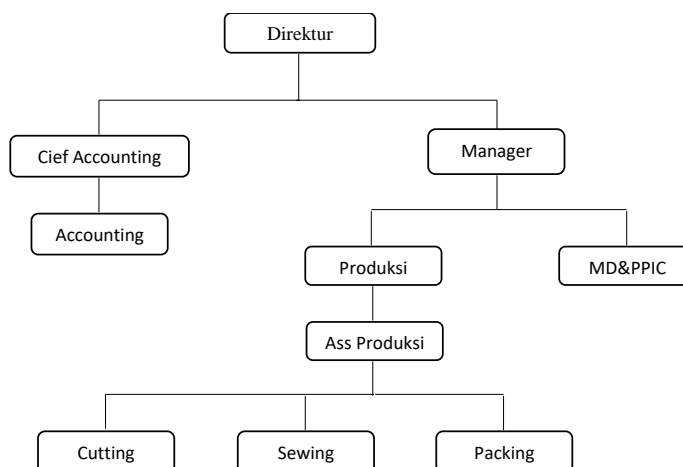 Direktur
Cief Accounting
Manager
Accounting
Produksi
MD&PPIC
Ass Produksi
Cutting
Sewing
Packing